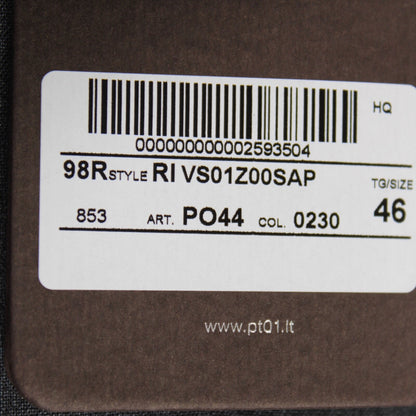 HQ
000000000002593504
98R STYLE RI VS01Z00SAP
TG/SIZE
853 ART. PO44 COL. 0230 46
www.pt01.it